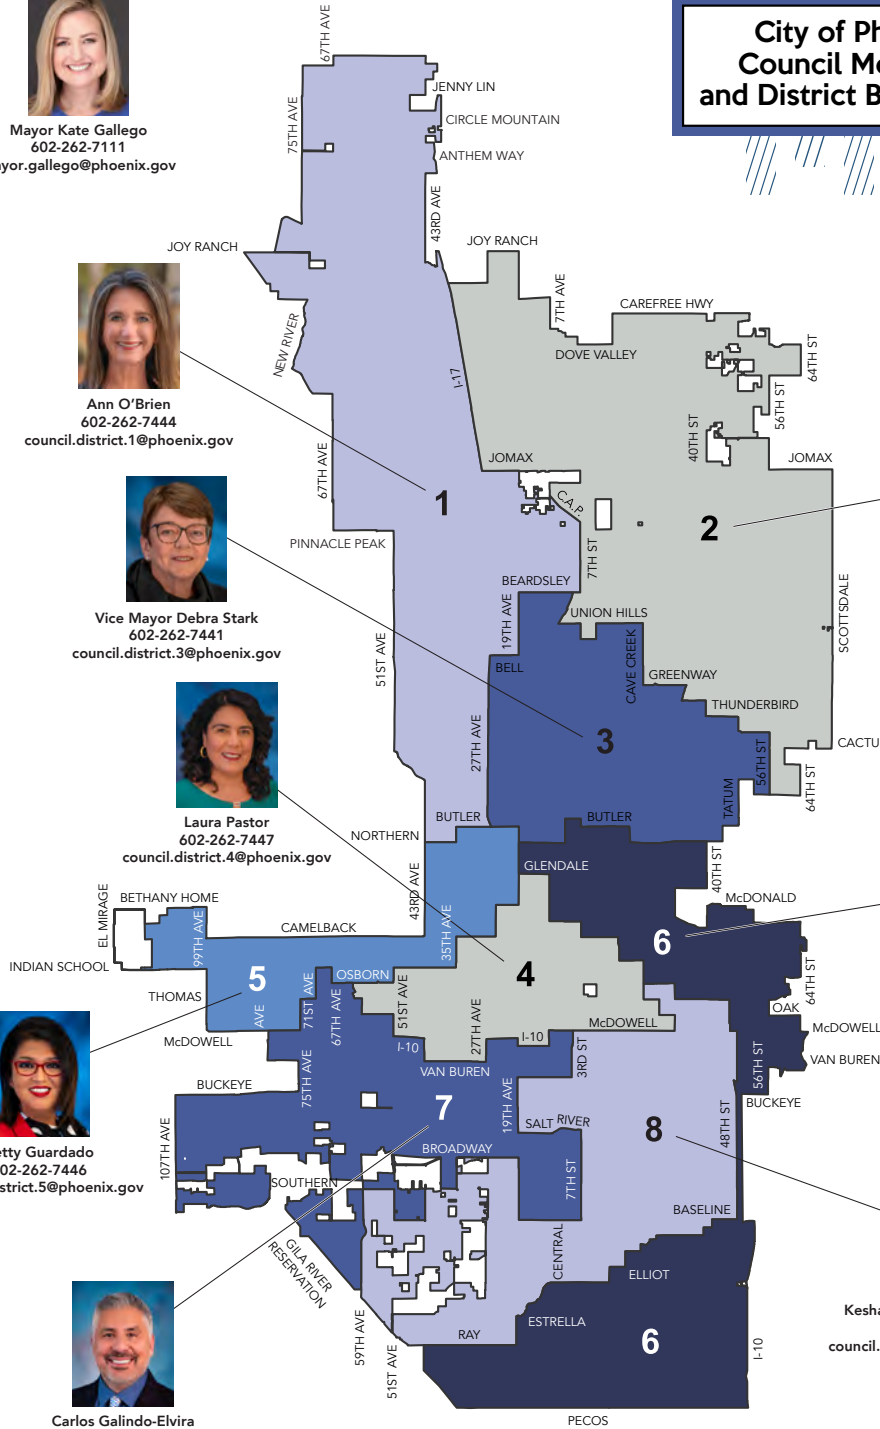 City of Ph
Council Me
and District B
Mayor Kate Gallego
602-262-7111
yor.gallego@phoenix.gov
67TH AVE
JENNY LIN
75TH AVE
CIRCLE MOUNTAIN
ANTHEM WAY
43RD AVE
JOY RANCH
JOY RANCH
7TH AVE
CAREFREE HWY
NEW RIVER
DOVE VALLEY
64TH ST
I-17
56TH ST
Ann O'Brien
602-262-7444
council.district.1@phoenix.gov
40TH ST
67TH AVE
JOMAX
JOMAX
1
C.A.P.
2
PINNACLE PEAK
7TH ST
BEARDSLEY
Vice Mayor Debra Stark
602-262-7441
council.district.3@phoenix.gov
19TH AVE
UNION HILLS
SCOTTSDALE
51ST AVE
BELL
CAVE CREEK
GREENWAY
THUNDERBIRD
27TH AVE
3
56TH ST
CACTU
64TH ST
TATUM
Laura Pastor
602-262-7447
council.district.4@phoenix.gov
BUTLER
BUTLER
NORTHERN
GLENDALE
40TH ST
43RD AVE
EL MIRAGE
BETHANY HOME
McDONALD
99TH AVE
CAMELBACK
35TH AVE
6
INDIAN SCHOOL
5
OSBORN
4
64TH ST
THOMAS
AVE
71ST AVE
67TH AVE
51ST AVE
OAK
McDOWELL
I-10
27TH AVE
I-10
McDOWELL
McDOWELL
3RD ST
VAN BUREN
VAN BUREN
56TH ST
BUCKEYE
75TH AVE
7
19TH AVE
BUCKEYE
107TH AVE
SALT RIVER
8
48TH ST
etty Guardado
02-262-7446
strict.5@phoenix.gov
BROADWAY
SOUTHERN
7TH ST
BASELINE
GILA RIVER
RESERVATION
CENTRAL
ELLIOT
Kesha
59TH AVE
ESTRELLA
RAY
6
council.
51ST AVE
I-10
Carlos Galindo-Elvira
PECOS